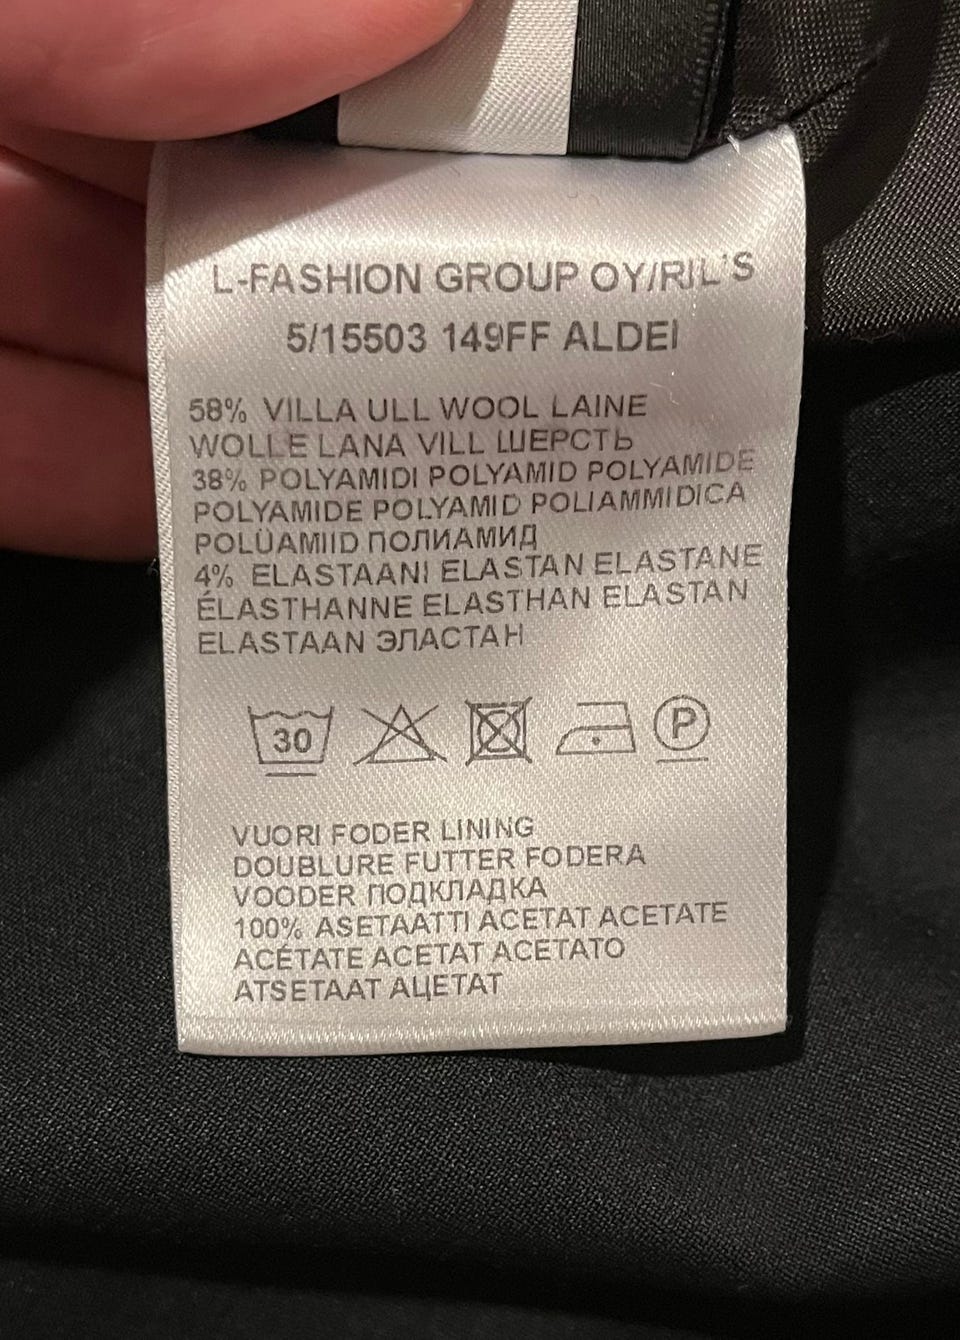 L-FASHION GROUP OY/RIL'S
5/15503 149FF ALDEI
58% VILLA ULL WOOL LAINE
WOLLE LANA VILL ШЕРСТЬ
38% POLYAMIDI POLYAMID POLYAMIDE
POLYAMIDE POLYAMID POLIAMMIDICA
POLÜAMIID ПОЛИАМИД
4% ELASTAANI ELASTAN ELASTANE
ÉLASTHANNE ELASTHAN ELASTAN
ELASTAAN ЭЛАСТАН
30 P
VUORI FODER LINING
DOUBLURE FUTTER FODERA
VOODER ПОДКЛАДКА
100% ASETAATTI ACETAT ACETATE
ACÉTATE ACETAT ACETATO
ATSETAAT АЦЕТАТ